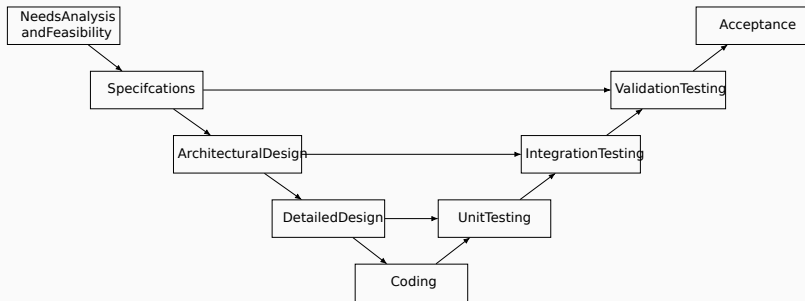 NeedsAnalysis
andFeasibility
Acceptance
Specifcations
ValidationTesting
ArchitecturalDesign
IntegrationTesting
DetailedDesign
UnitTesting
Coding